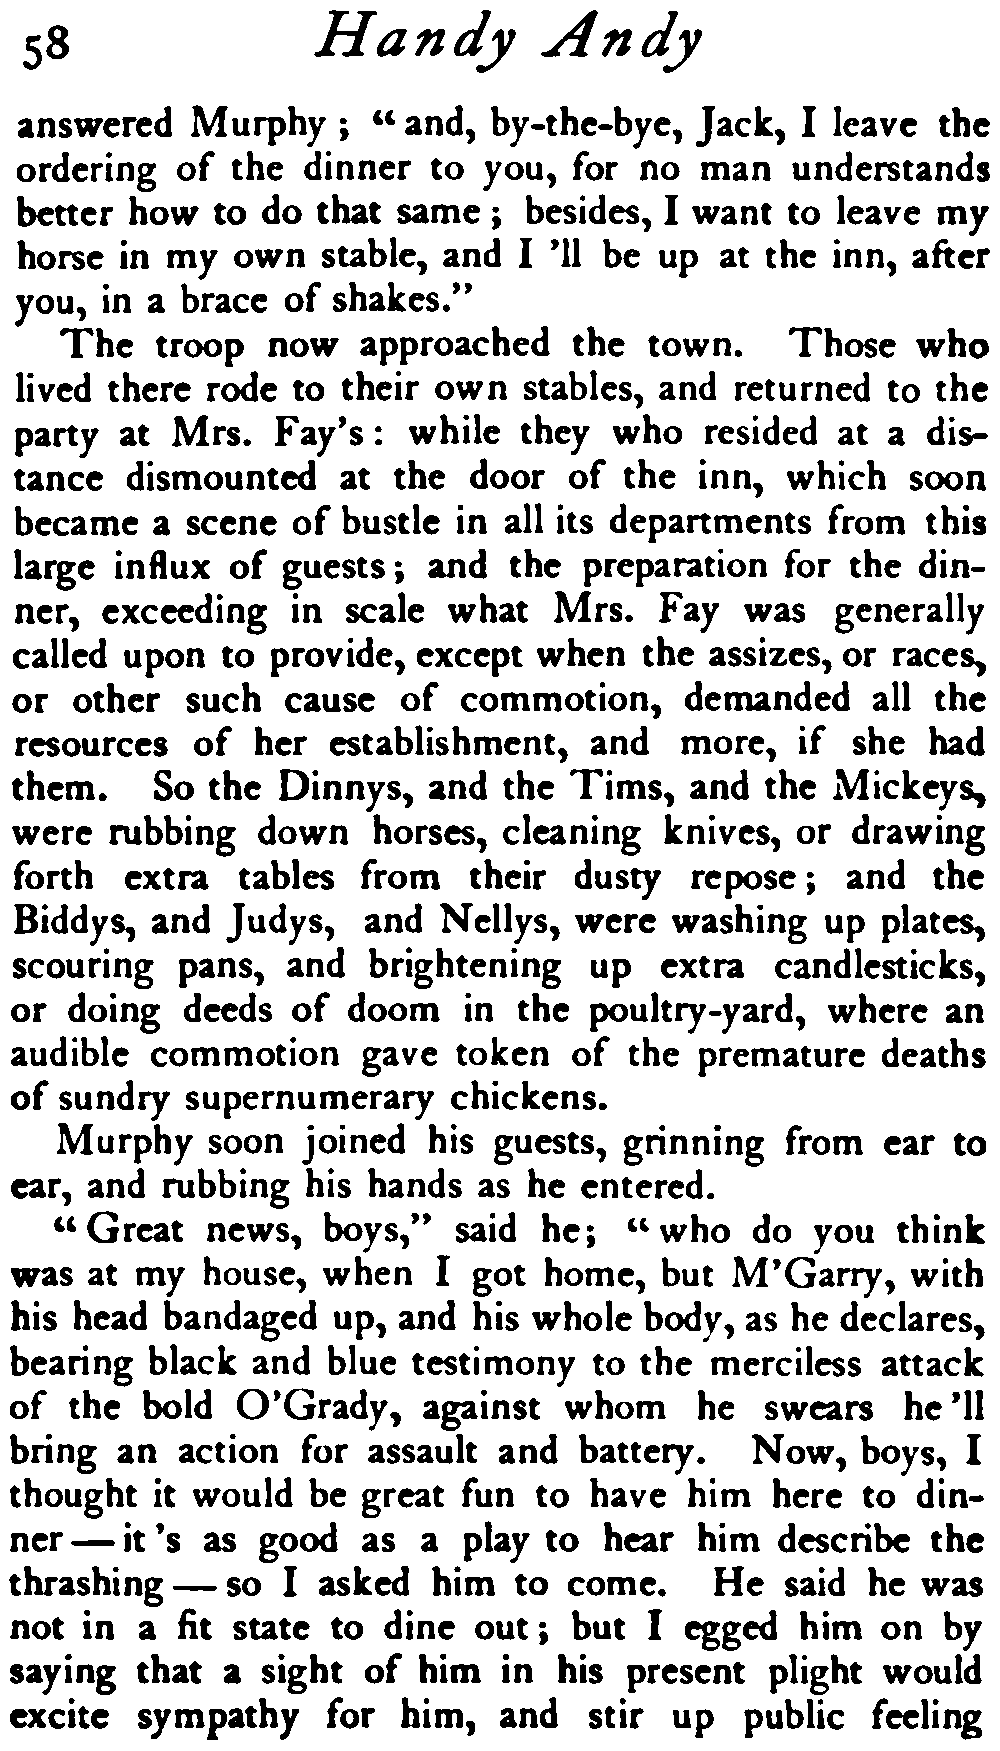 58 Handy Andy
answered Murphy ; “ and, by-the-bye, Jack, I leave the
ordering of the dinner to you, for no man understands
better how to do that same ; besides, I want to leave my
horse in my own stable, and I ’ll be up at the inn, after
you, in a brace of shakes.”
The troop now approached the town. Those who
lived there rode to their own stables, and returned to the
party at Mrs. Fay’s : while they who resided at a dis-
tance dismounted at the door of the inn, which soon
became a scene of bustle in all its departments from this
large influx of guests ; and the preparation for the din-
ner, exceeding in scale what Mrs. Fay was generally
called upon to provide, except when the assizes, or races,
or other such cause of commotion, demanded all the
resources of her establishment, and more, if she had
them. So the Dinnys, and the Tims, and the Mickeys,
were rubbing down horses, cleaning knives, or drawing
forth extra tables from their dusty repose ; and the
Biddys, and Judys, and Nellys, were washing up plates,
scouring pans, and brightening up extra candlesticks,
or doing deeds of doom in the poultry-yard, where an
audible commotion gave token of the premature deaths
of sundry supernumerary chickens.
Murphy soon joined his guests, grinning from ear to
ear, and rubbing his hands as he entered.
“ Great news, boys,” said he ; “ who do you think
was at my house, when I got home, but M’Garry, with
his head bandaged up, and his whole body, as he declares,
bearing black and blue testimony to the merciless attack
of the bold O’Grady, against whom he swears he ’ll
bring an action for assault and battery. Now, boys, I
thought it would be great fun to have him here to din-
ner — it ’s as good as a play to hear him describe the
thrashing — so I asked him to come. He said he was
not in a fit state to dine out ; but I egged him on by
saying that a sight of him in his present plight would
excite sympathy for him, and stir up public feeling